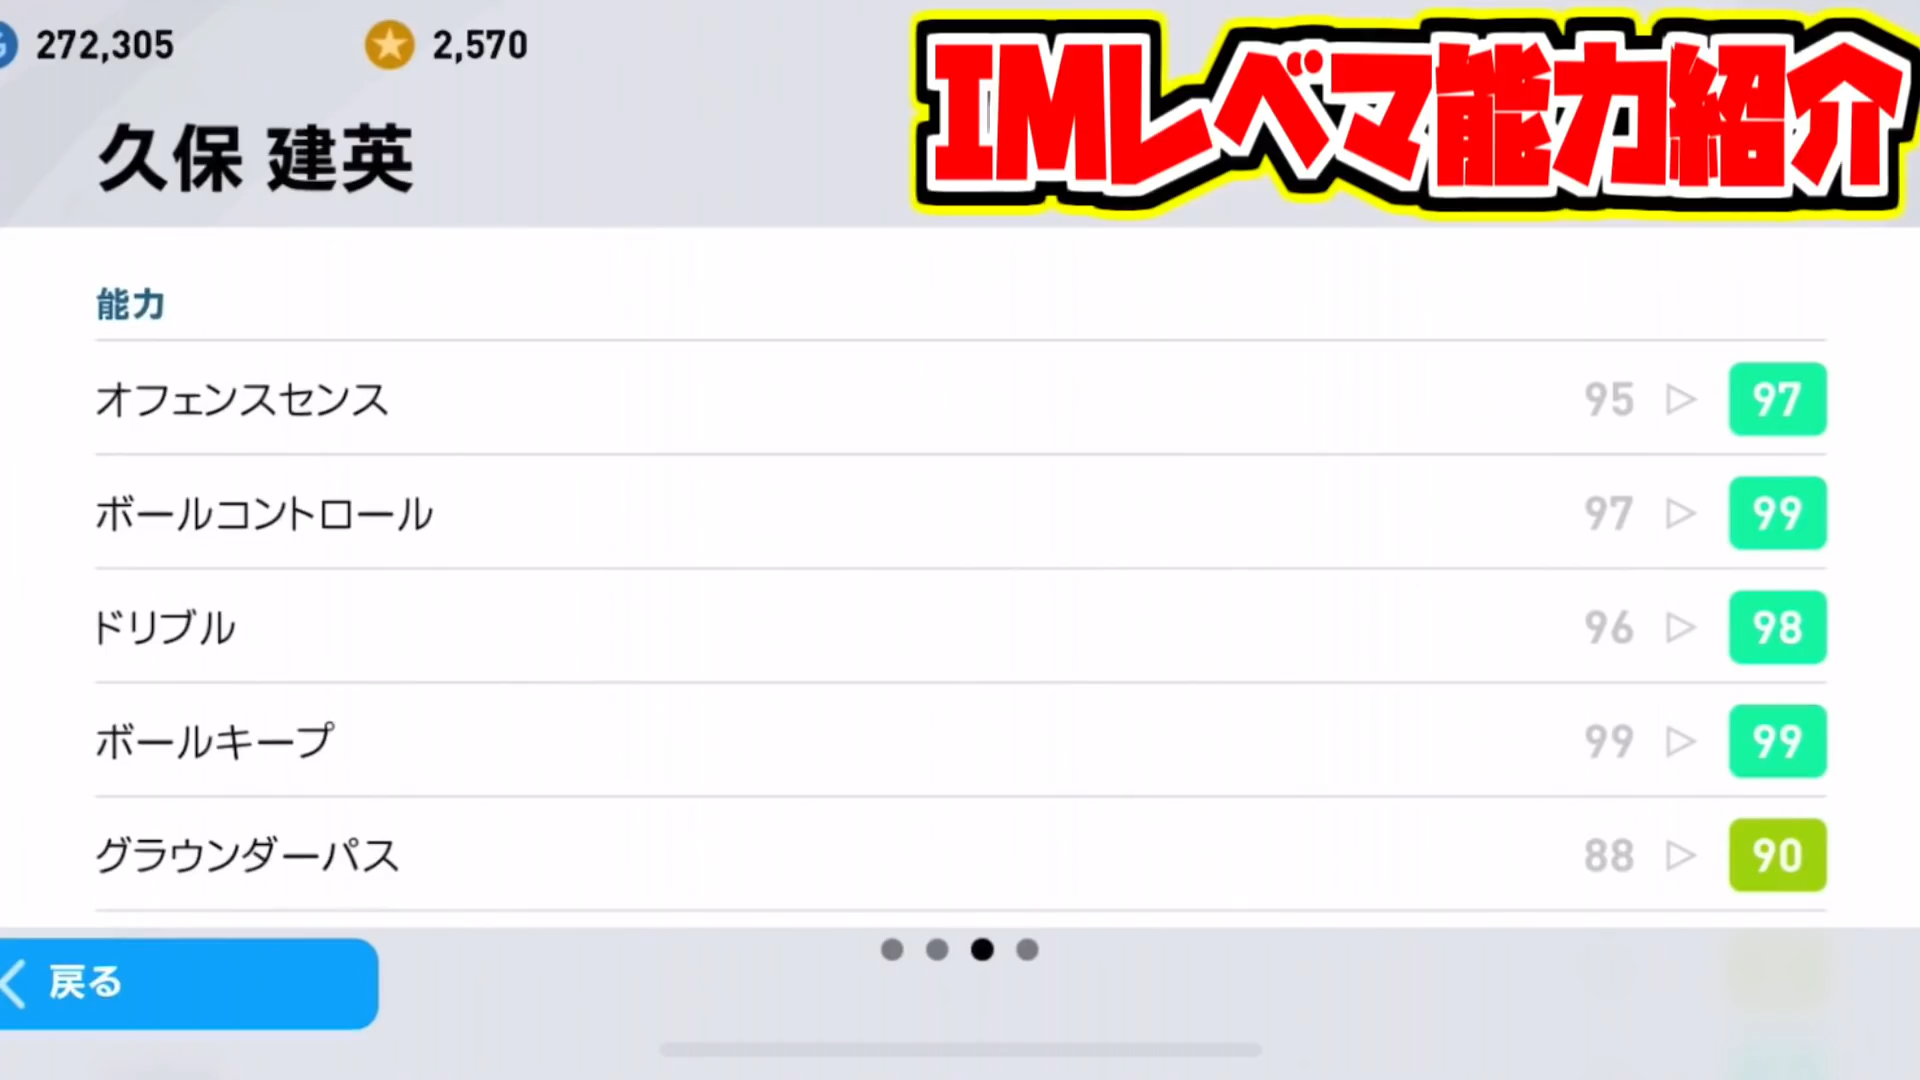 272,305 2,570
IMレベマ能力紹介
久保 建英
能力
オフェンスセンス 95 ▷ 97
ボールコントロール 97 ▷ 99
ドリブル 96 ▷ 98
ボールキープ 99 ▷ 99
グラウンダーパス 88 ▷ 90
戻る